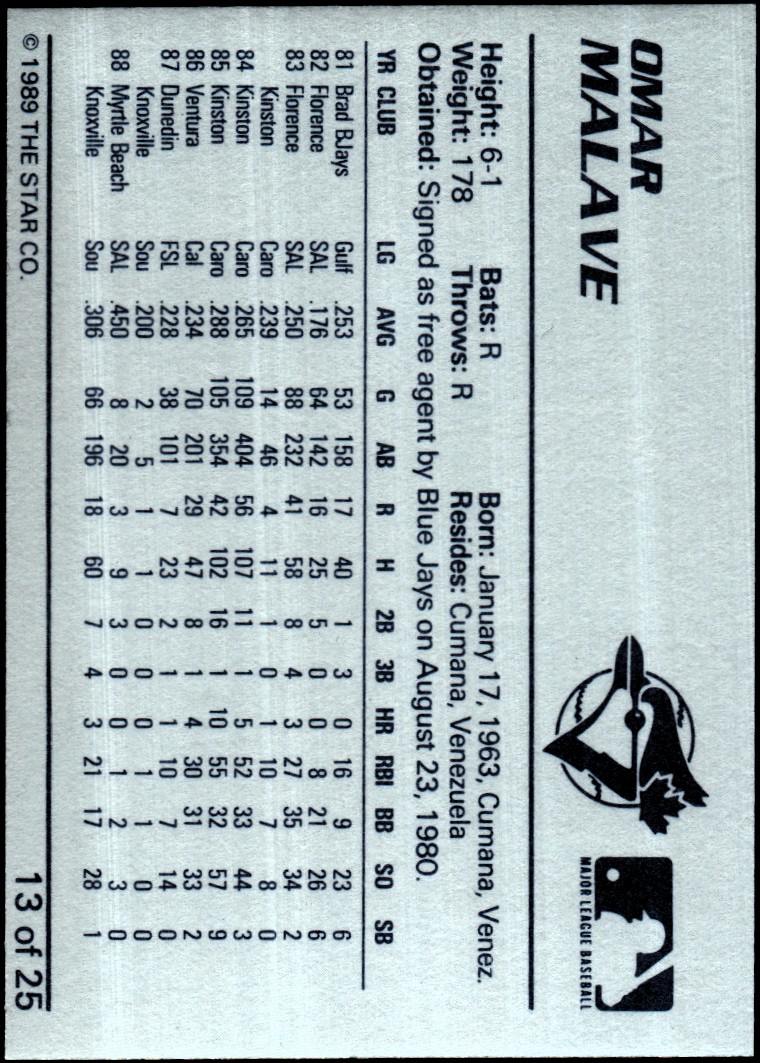 OMAR
MALAVE
MAJOR LEAGUE BASEBALL
Height: 6-1 Bats: R Born: January 17, 1963, Cumana, Venez.
Weight: 178 Throws: R Resides: Cumana, Venezuela
Obtained: Signed as free agent by Blue Jays on August 23, 1980.
YR CLUB LG AVG G AB R H 2B 3B HR RBI BB SO SB
81 Brad BJays Gulf .253 53 158 17 40 1 3 0 16 9 23 6
82 Florence SAL .176 64 142 16 25 5 0 0 8 21 26 6
83 Florence SAL .250 88 232 41 58 8 4 3 27 35 34 2
Kinston Caro .239 14 46 4 11 1 0 1 10 7 8 0
84 Kinston Caro .265 109 404 56 107 11 1 5 52 33 44 3
85 Kinston Caro .288 105 354 42 102 16 1 10 55 32 57 9
86 Ventura Cal .234 70 201 29 47 8 1 4 30 31 33 2
87 Dunedin FSL .228 38 101 7 23 2 1 1 10 7 14 0
Knoxville Sou .200 2 5 1 1 0 0 0 1 1 0 0
88 Myrtle Beach SAL .450 8 20 3 9 3 0 0 1 2 3 0
Knoxville Sou .306 66 196 18 60 7 4 3 21 17 28 1
© 1989 THE STAR CO. 13 of 25